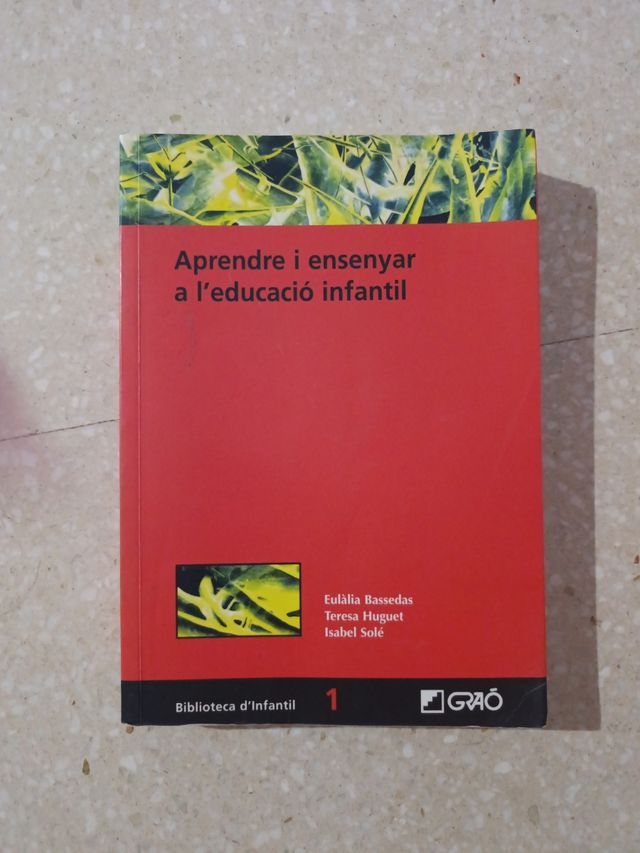 Aprendre i ensenyar
a l'educació infantil
Eulàlia Bassedas
Teresa Huguet
Isabel Solé
Biblioteca d'Infantil 1 GRAÓ